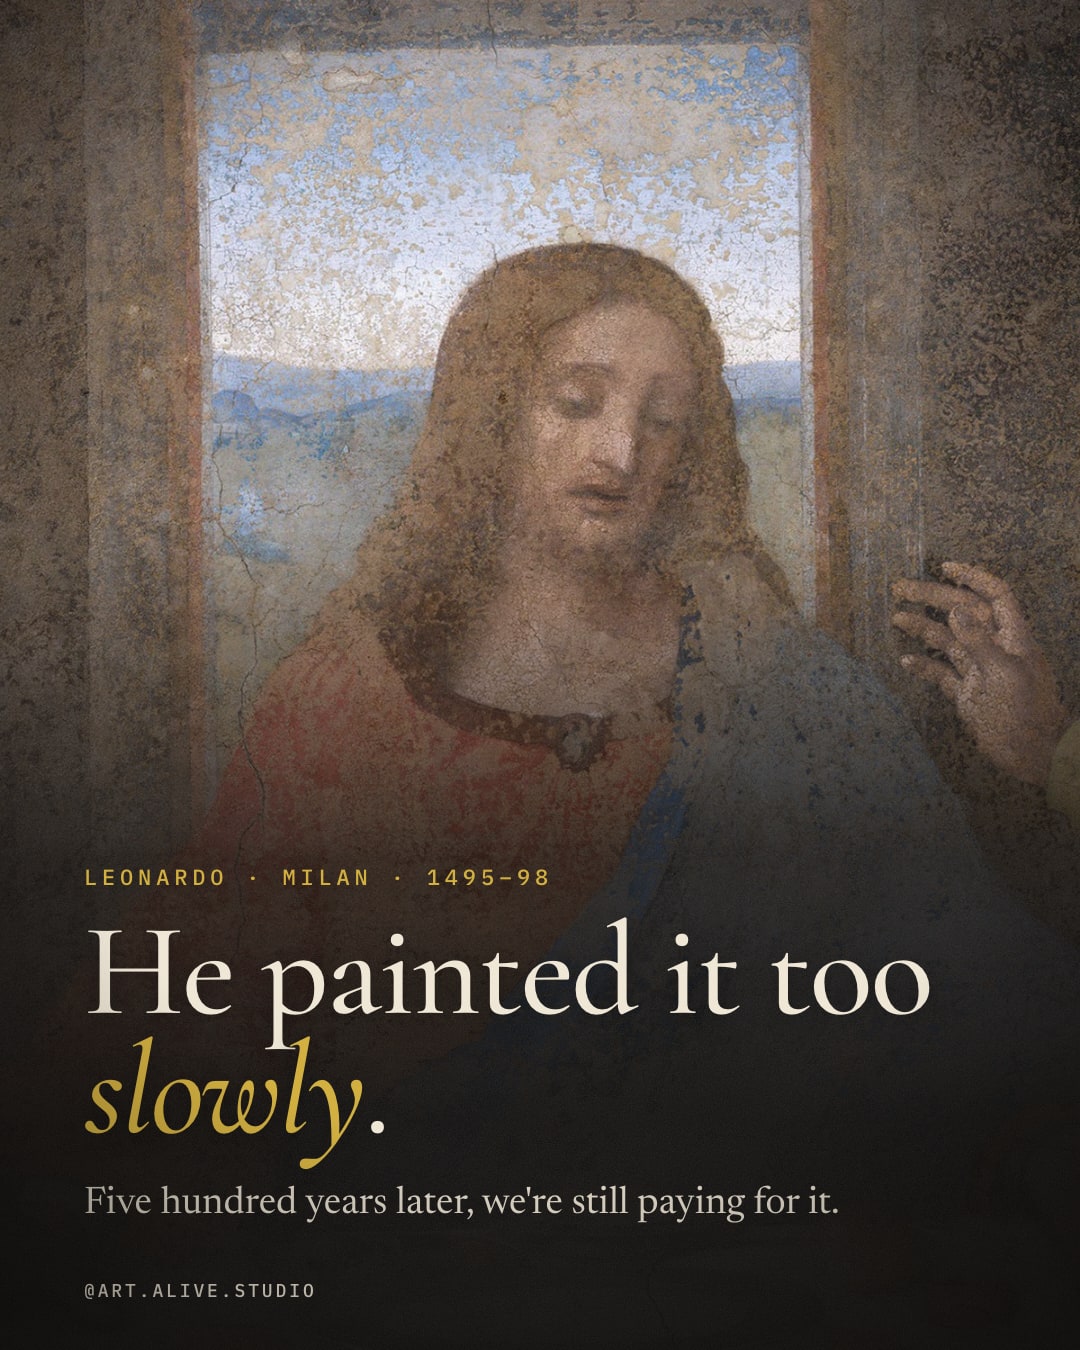 LEONARDO · MILAN · 1495–98
He painted it too
slowly.
Five hundred years later, we're still paying for it.
@ART.ALIVE.STUDIO